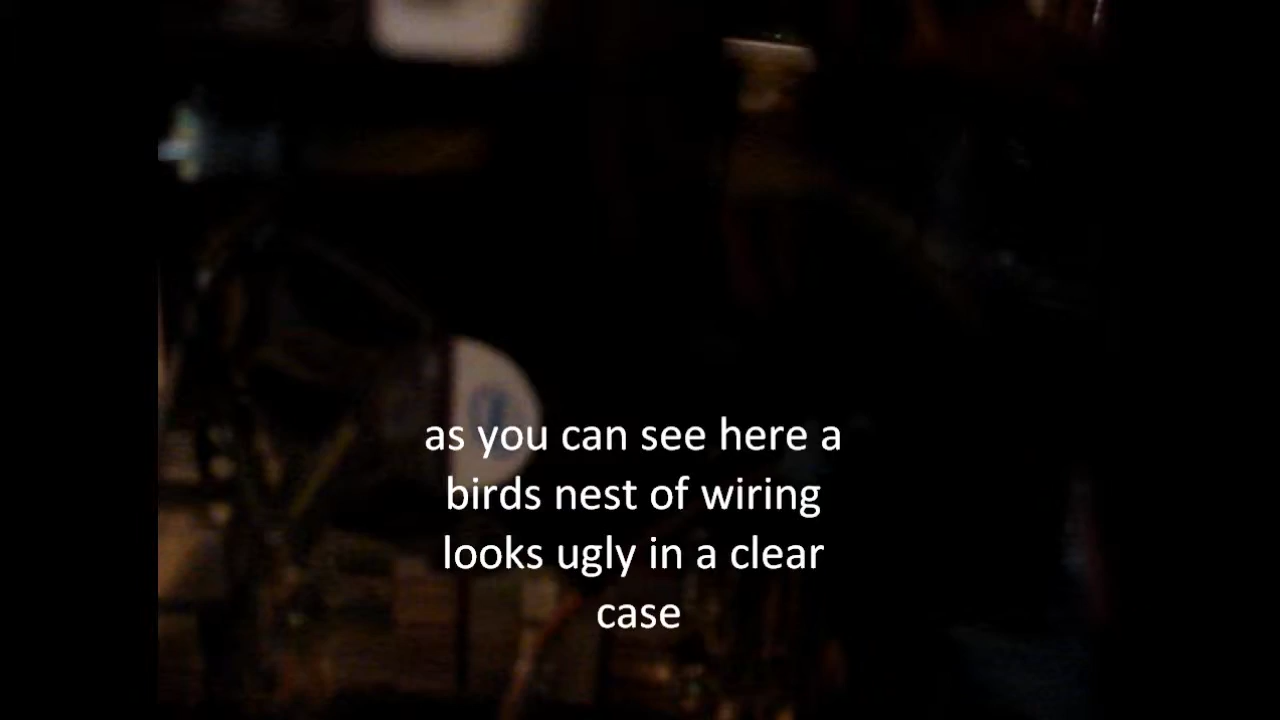 as you can see here a
birds nest of wiring
looks ugly in a clear
case